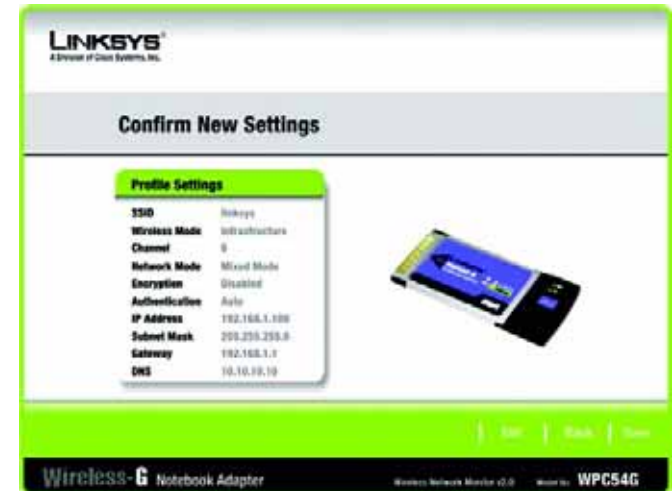 LINKSYS®
A Division of Cisco Systems, Inc.
Confirm New Settings
Profile Settings
SSID linksys
Wireless Mode Infrastructure
Channel 6
Network Mode Mixed Mode
Encryption Disabled
Authentication Auto
IP Address 192.168.1.100
Subnet Mask 255.255.255.0
Gateway 192.168.1.1
DNS 10.10.10.10
Exit Back Save
Wireless-G Notebook Adapter
Wireless Network Monitor v2.0 Model No. WPC54G